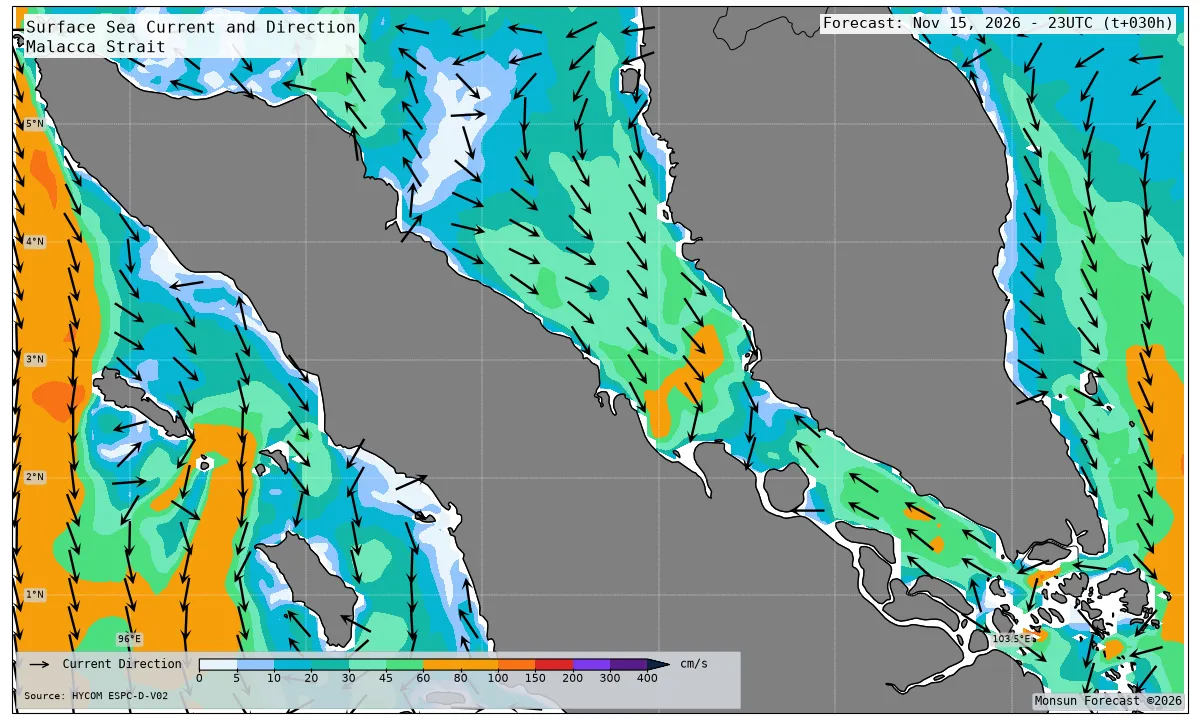 Surface Sea Current and Direction
Malacca Strait
Forecast: Nov 15, 2026 - 23UTC (t+030h)
5°N
4°N
3°N
2°N
1°N
96°E
103.5°E
Current Direction
0 5 10 20 30 45 60 80 100 150 200 300 400
cm/s
Source: HYCOM ESPC-D-V02
Monsun Forecast ©2026